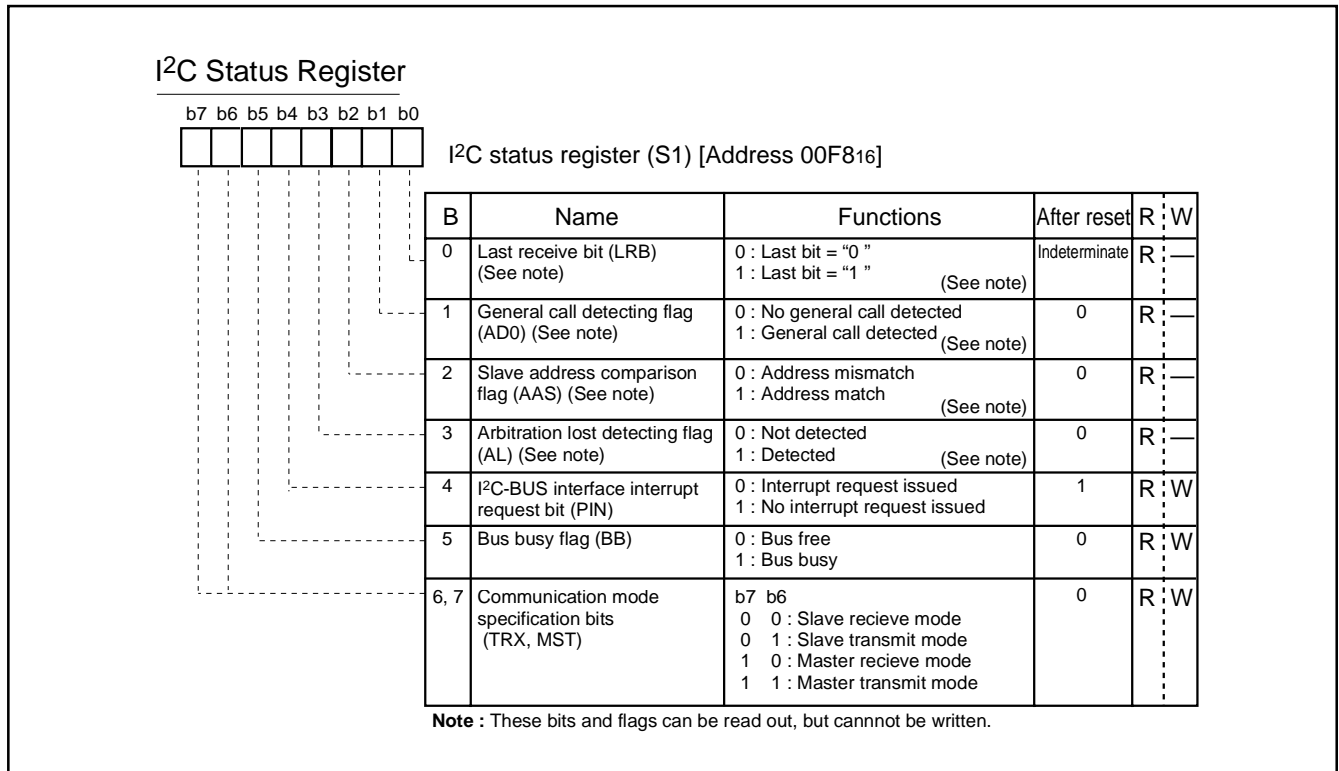 I2C Status Register
b7 b6 b5 b4 b3 b2 b1 b0
I2C status register (S1) [Address 00F816]
B Name Functions After reset R W
0 Last receive bit (LRB) (See note) 0 : Last bit = “0 ” 1 : Last bit = “1 ” (See note) Indeterminate R —
1 General call detecting flag (AD0) (See note) 0 : No general call detected 1 : General call detected (See note) 0 R —
2 Slave address comparison flag (AAS) (See note) 0 : Address mismatch 1 : Address match (See note) 0 R —
3 Arbitration lost detecting flag (AL) (See note) 0 : Not detected 1 : Detected (See note) 0 R —
4 I2C-BUS interface interrupt request bit (PIN) 0 : Interrupt request issued 1 : No interrupt request issued 1 R W
5 Bus busy flag (BB) 0 : Bus free 1 : Bus busy 0 R W
6, 7 Communication mode specification bits (TRX, MST) b7 b6 0 0 : Slave recieve mode 0 1 : Slave transmit mode 1 0 : Master recieve mode 1 1 : Master transmit mode 0 R W
Note : These bits and flags can be read out, but cannnot be written.